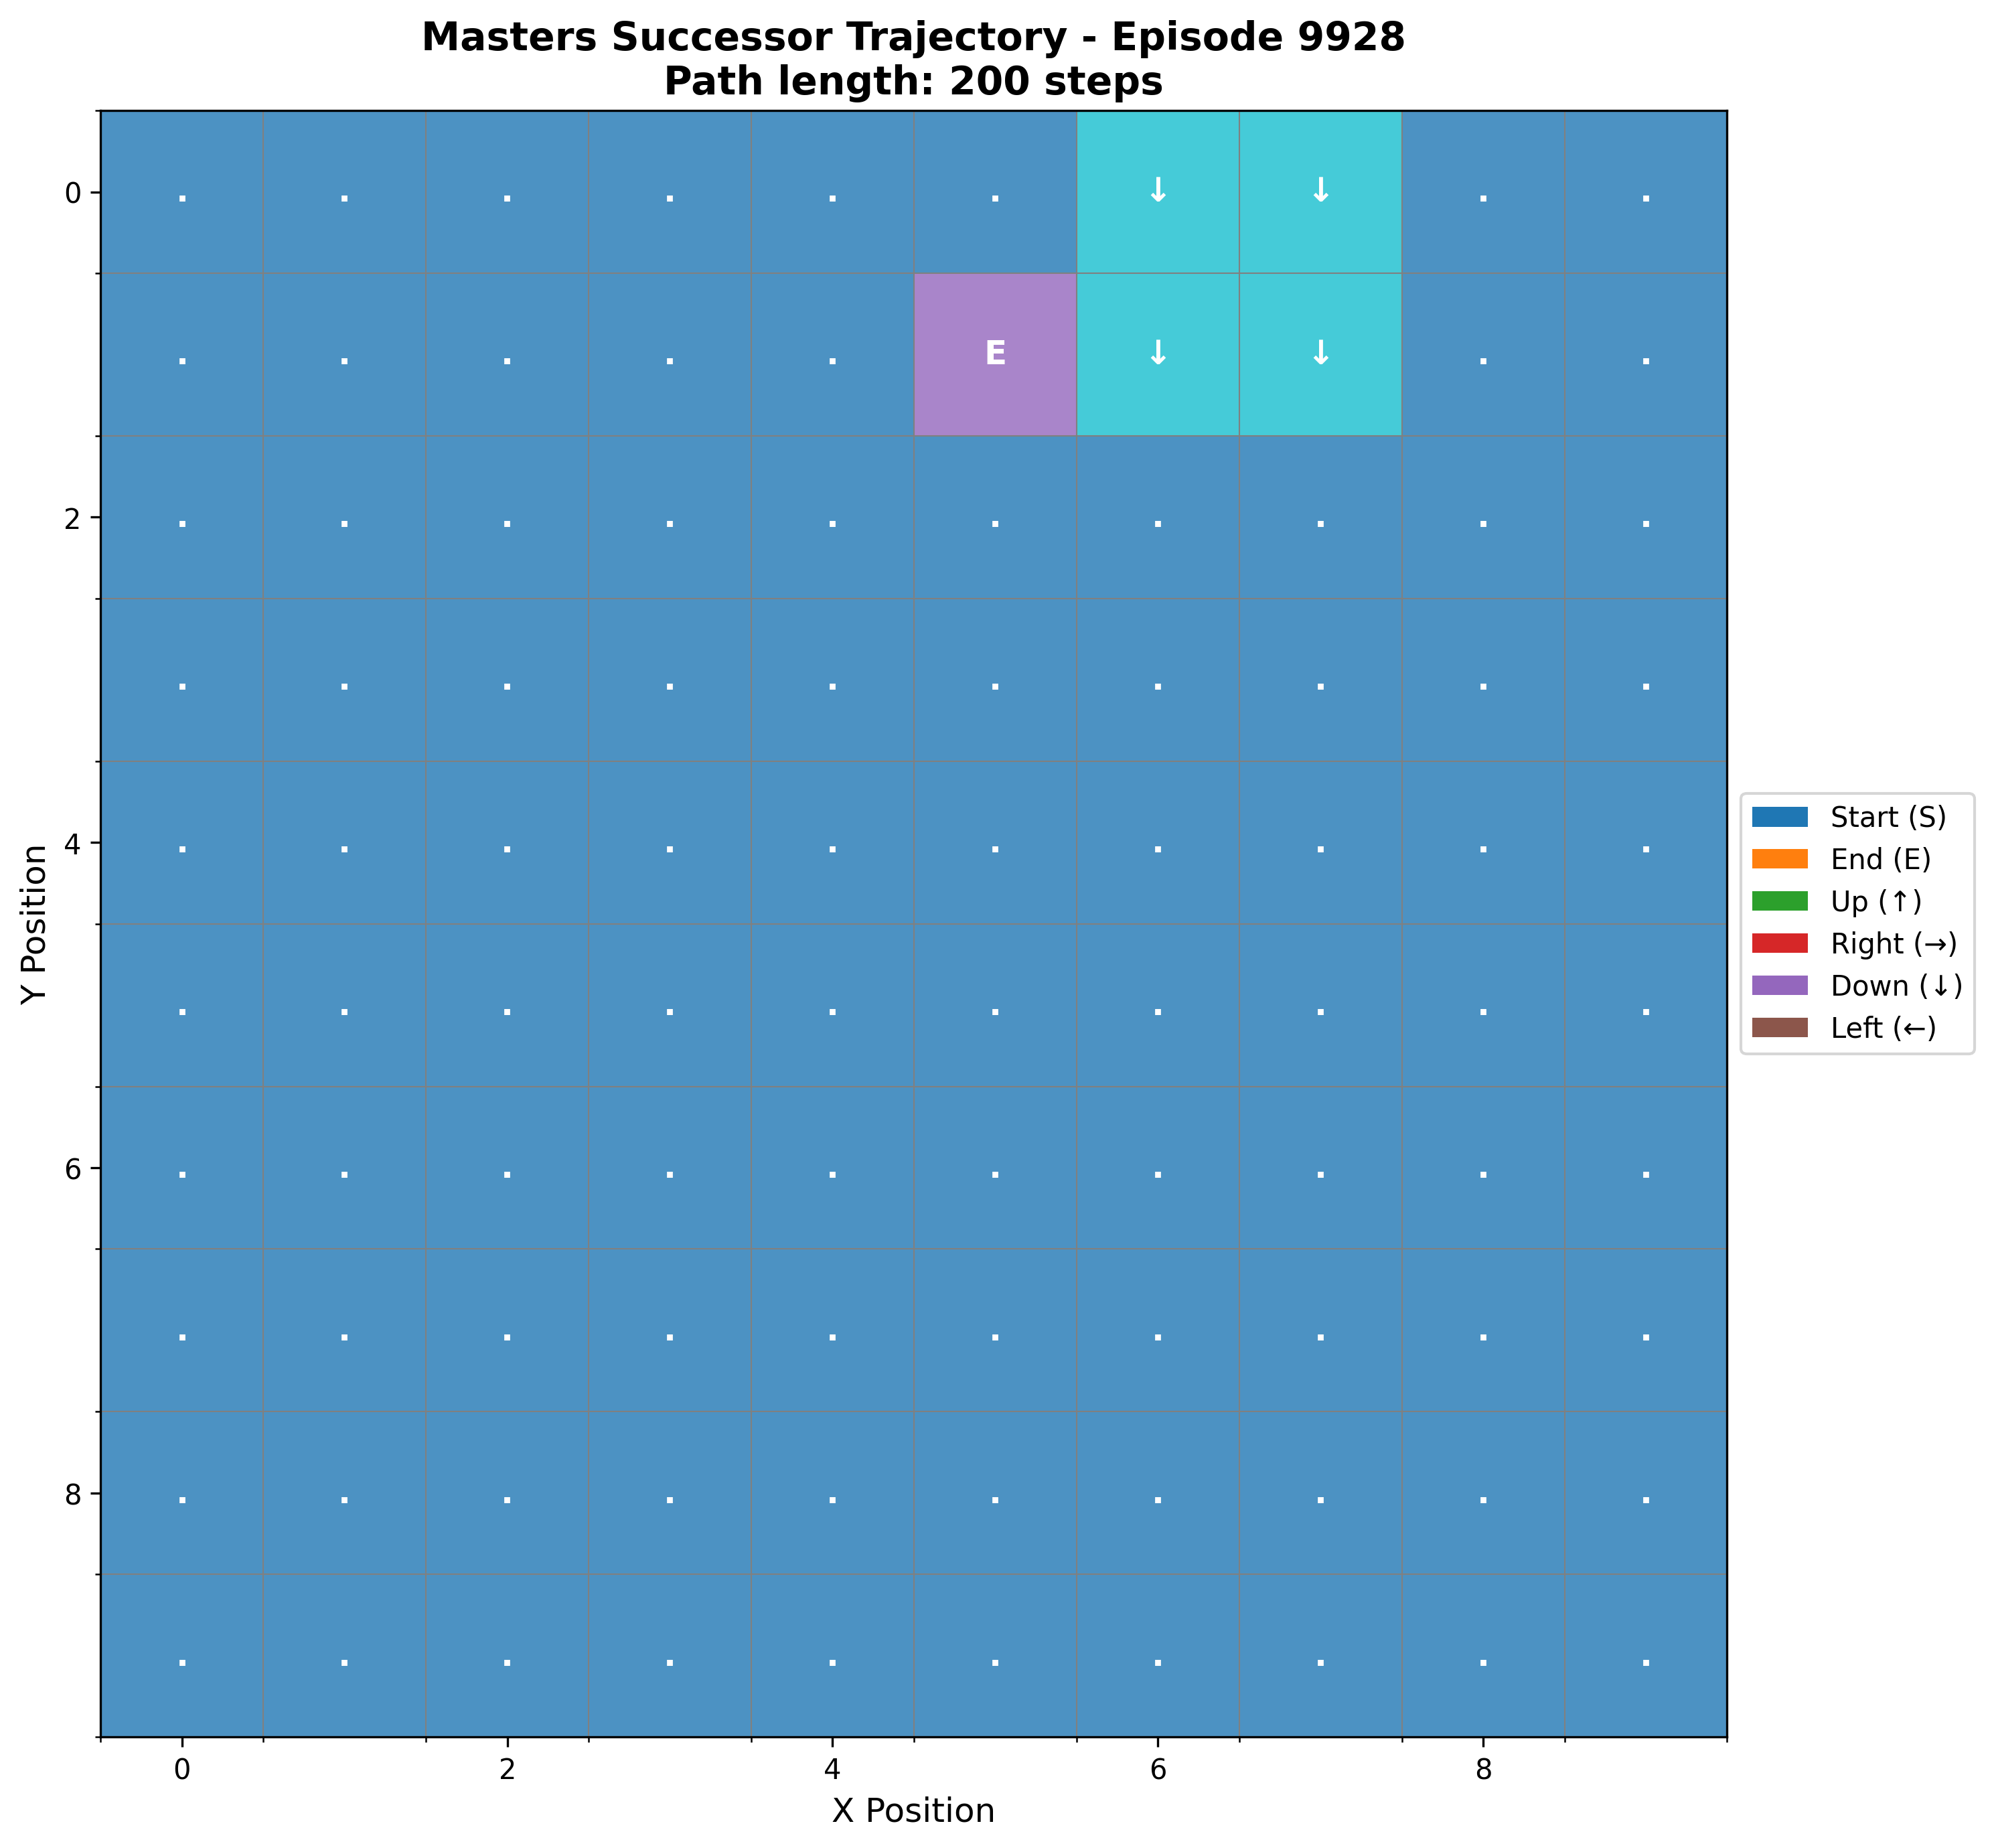 Masters Successor Trajectory - Episode 9928
Path length: 200 steps
0
↓ ↓
E ↓ ↓
2
4
6
8
Y Position
0 2 4 6 8
X Position
Start (S)
End (E)
Up (↑)
Right (→)
Down (↓)
Left (←)